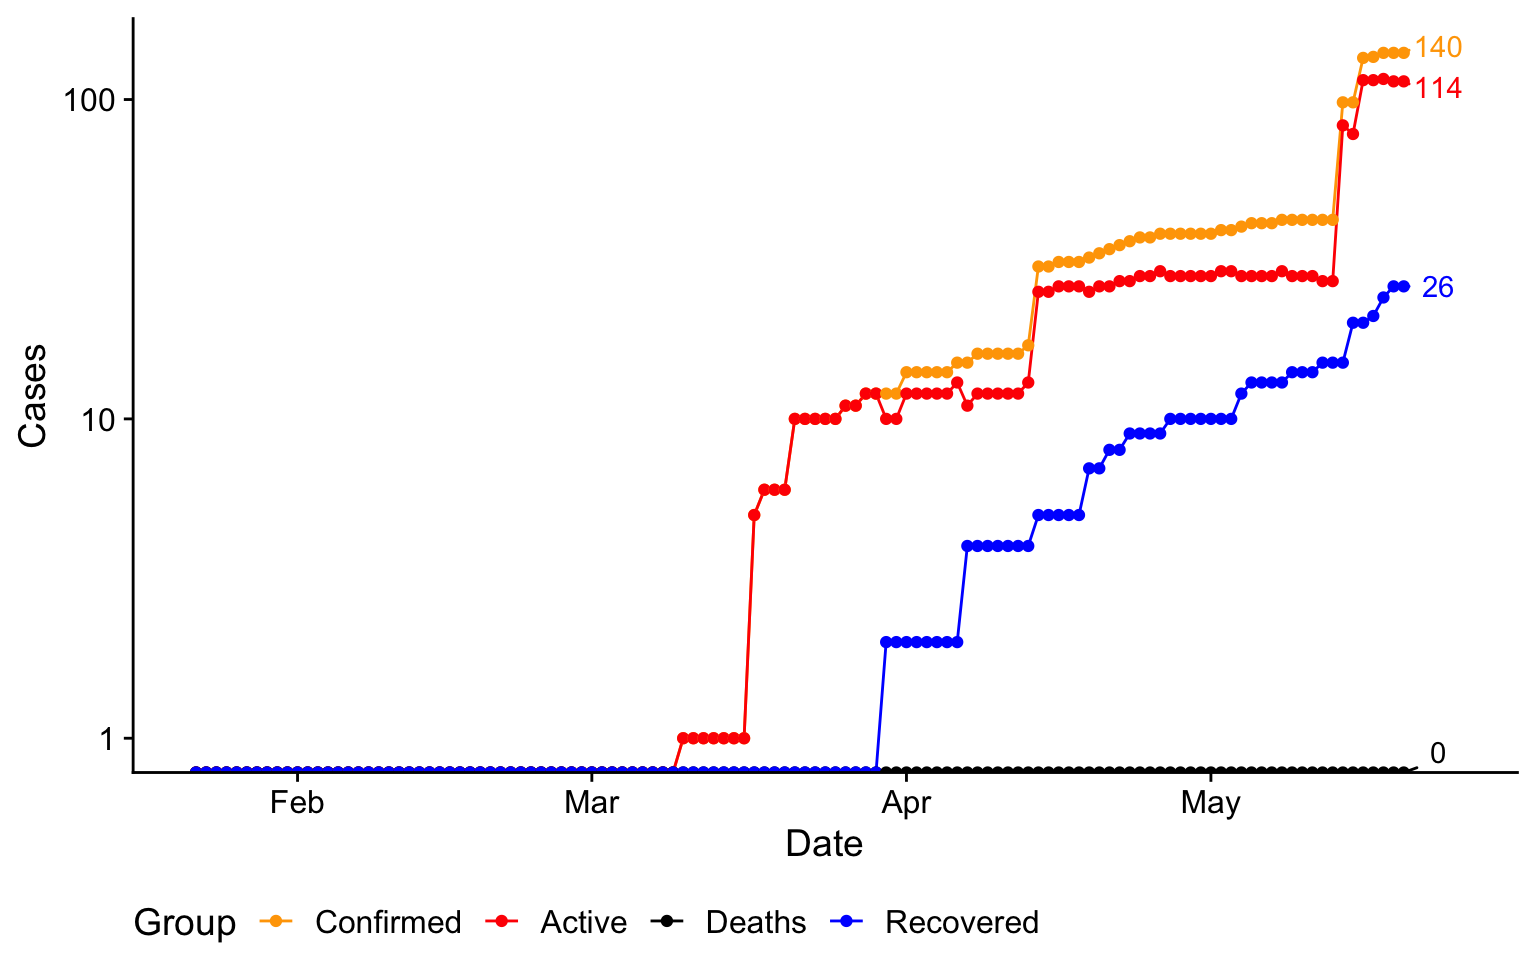 140
100
114
Cases
26
10
1
0
Feb Mar Apr May
Date
Group Confirmed Active Deaths Recovered